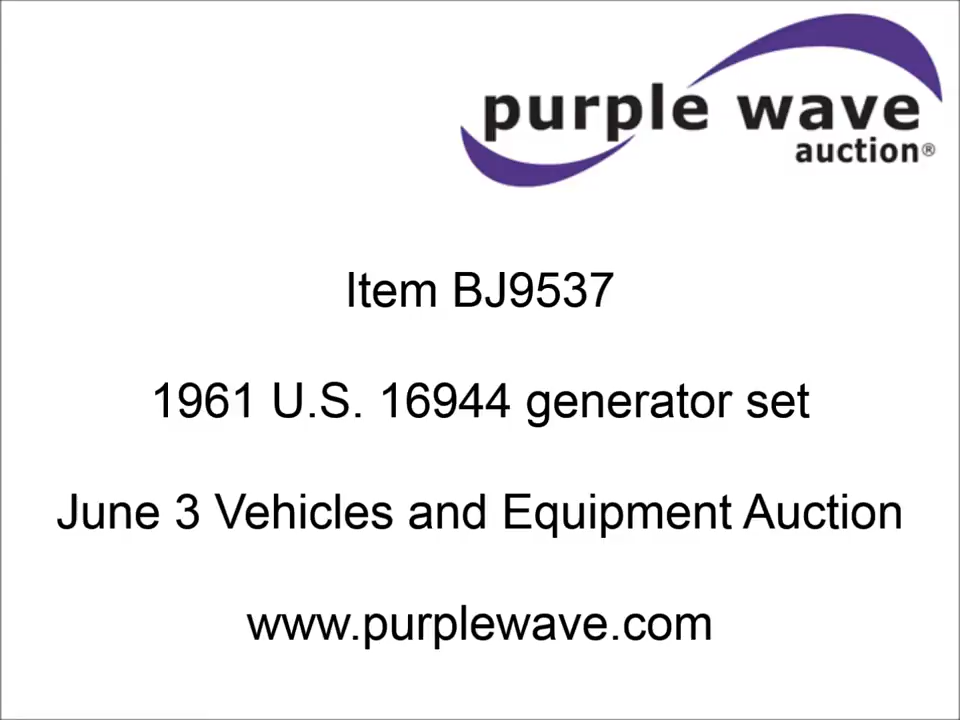 purple wave
auction®
Item BJ9537
1961 U.S. 16944 generator set
June 3 Vehicles and Equipment Auction
www.purplewave.com